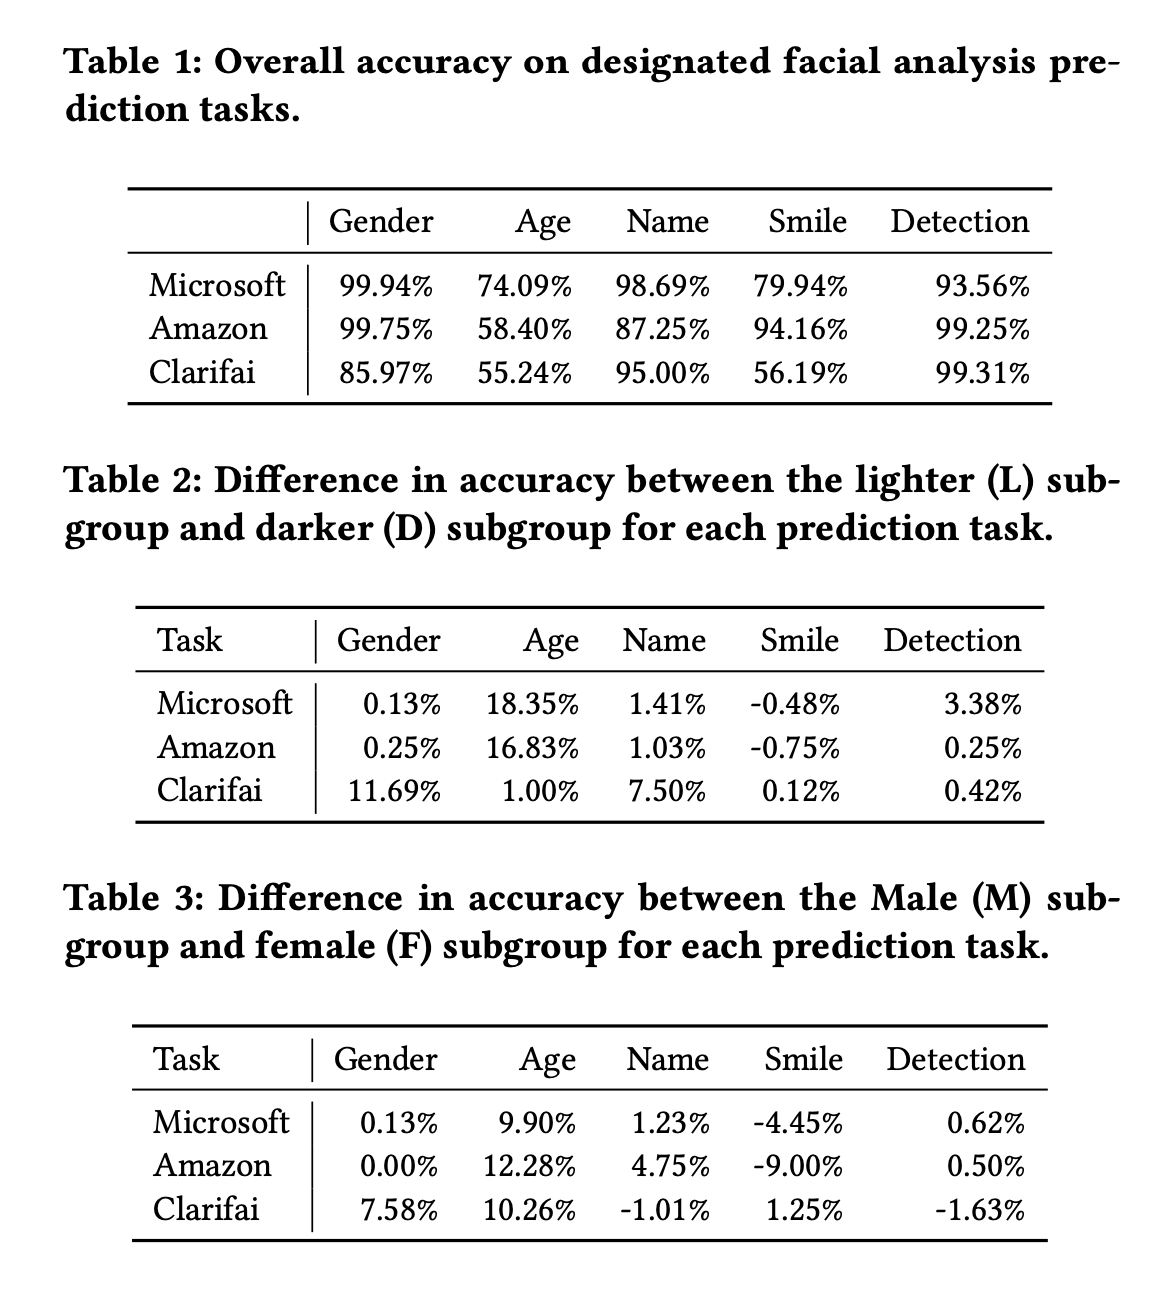 Table 1: Overall accuracy on designated facial analysis pre-
diction tasks.
Gender Age Name Smile Detection
Microsoft 99.94% 74.09% 98.69% 79.94% 93.56%
Amazon 99.75% 58.40% 87.25% 94.16% 99.25%
Clarifai 85.97% 55.24% 95.00% 56.19% 99.31%
Table 2: Difference in accuracy between the lighter (L) sub-
group and darker (D) subgroup for each prediction task.
Task Gender Age Name Smile Detection
Microsoft 0.13% 18.35% 1.41% -0.48% 3.38%
Amazon 0.25% 16.83% 1.03% -0.75% 0.25%
Clarifai 11.69% 1.00% 7.50% 0.12% 0.42%
Table 3: Difference in accuracy between the Male (M) sub-
group and female (F) subgroup for each prediction task.
Task Gender Age Name Smile Detection
Microsoft 0.13% 9.90% 1.23% -4.45% 0.62%
Amazon 0.00% 12.28% 4.75% -9.00% 0.50%
Clarifai 7.58% 10.26% -1.01% 1.25% -1.63%